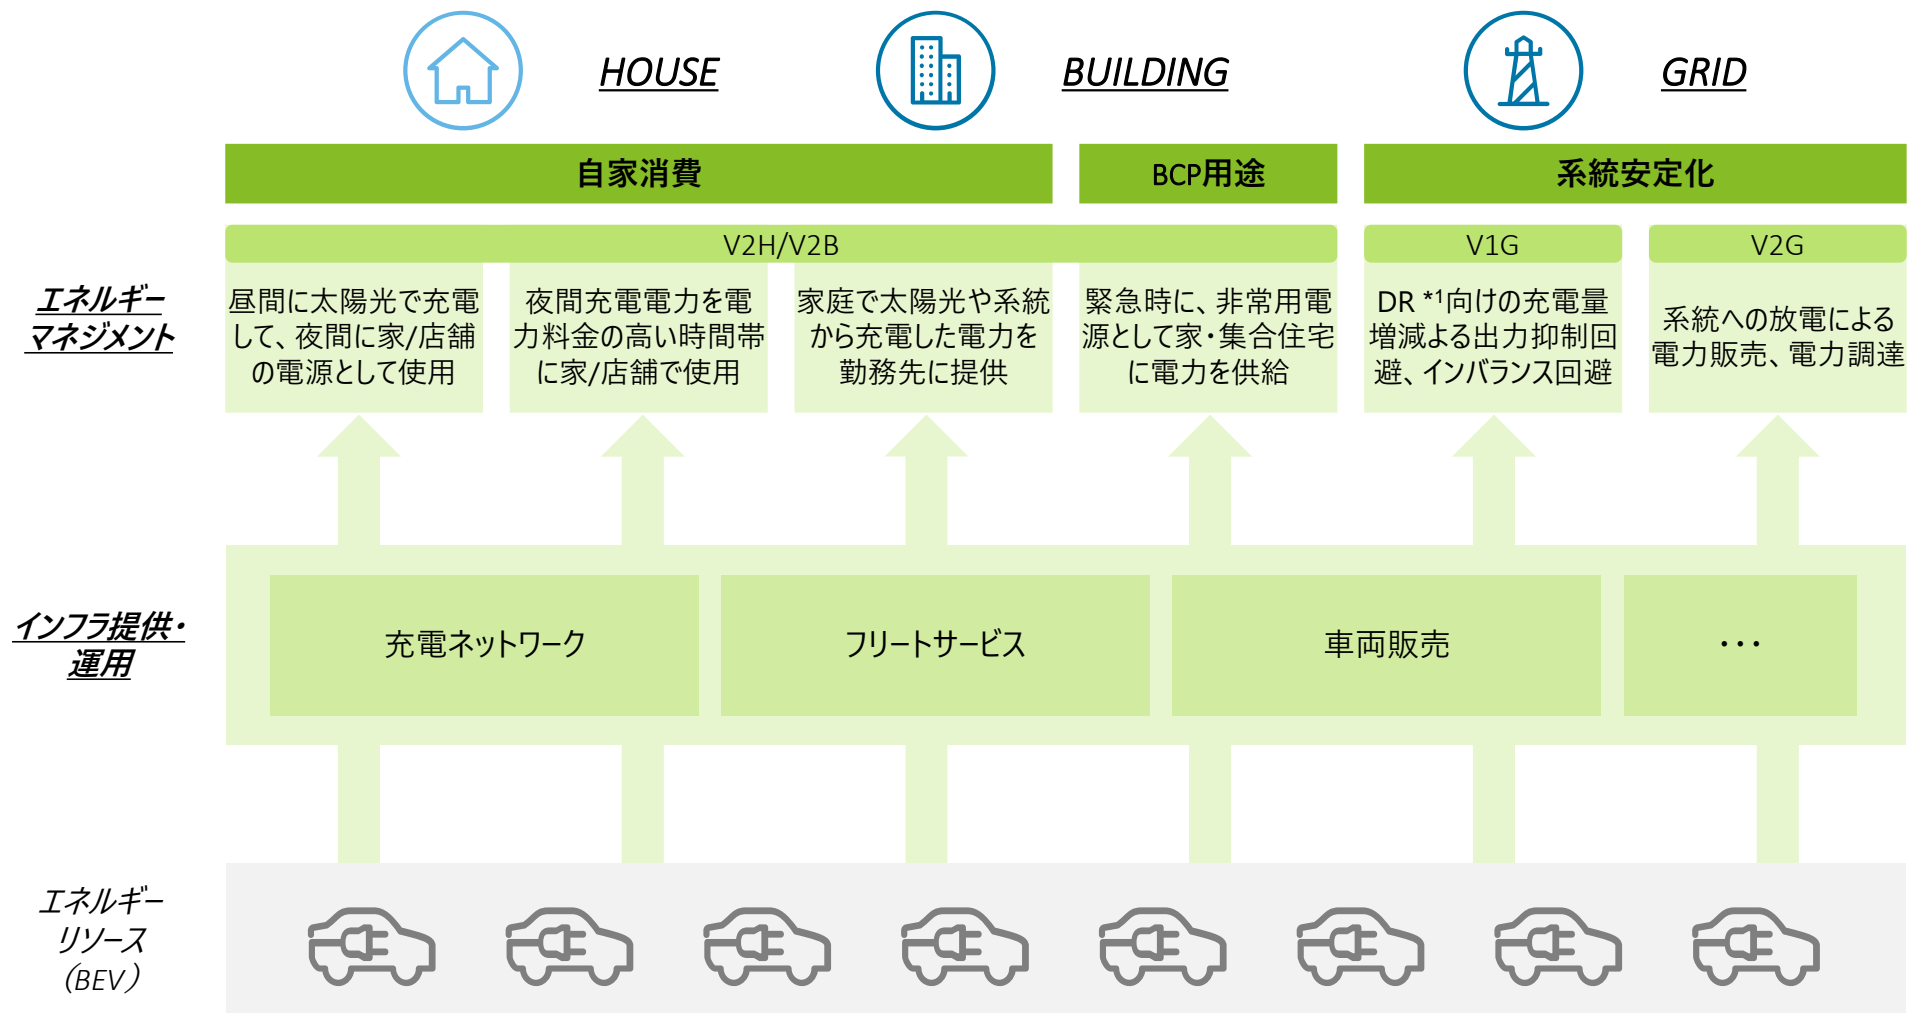 HOUSE
BUILDING
GRID
自家消費
BCP用途
系統安定化
V2H/V2B
V1G
V2G
エネルギー
マネジメント
昼間に太陽光で充電
して、夜間に家/店舗
の電源として使用
夜間充電電力を電
力料金の高い時間帯
に家/店舗で使用
家庭で太陽光や系統
から充電した電力を
勤務先に提供
緊急時に、非常用電
源として家・集合住宅
に電力を供給
DR *1向けの充電量
増減よる出力抑制回
避、インバランス回避
系統への放電による
電力販売、電力調達
インフラ提供・
運用
充電ネットワーク
フリートサービス
車両販売
・・・
エネルギー
リソース
（BEV）